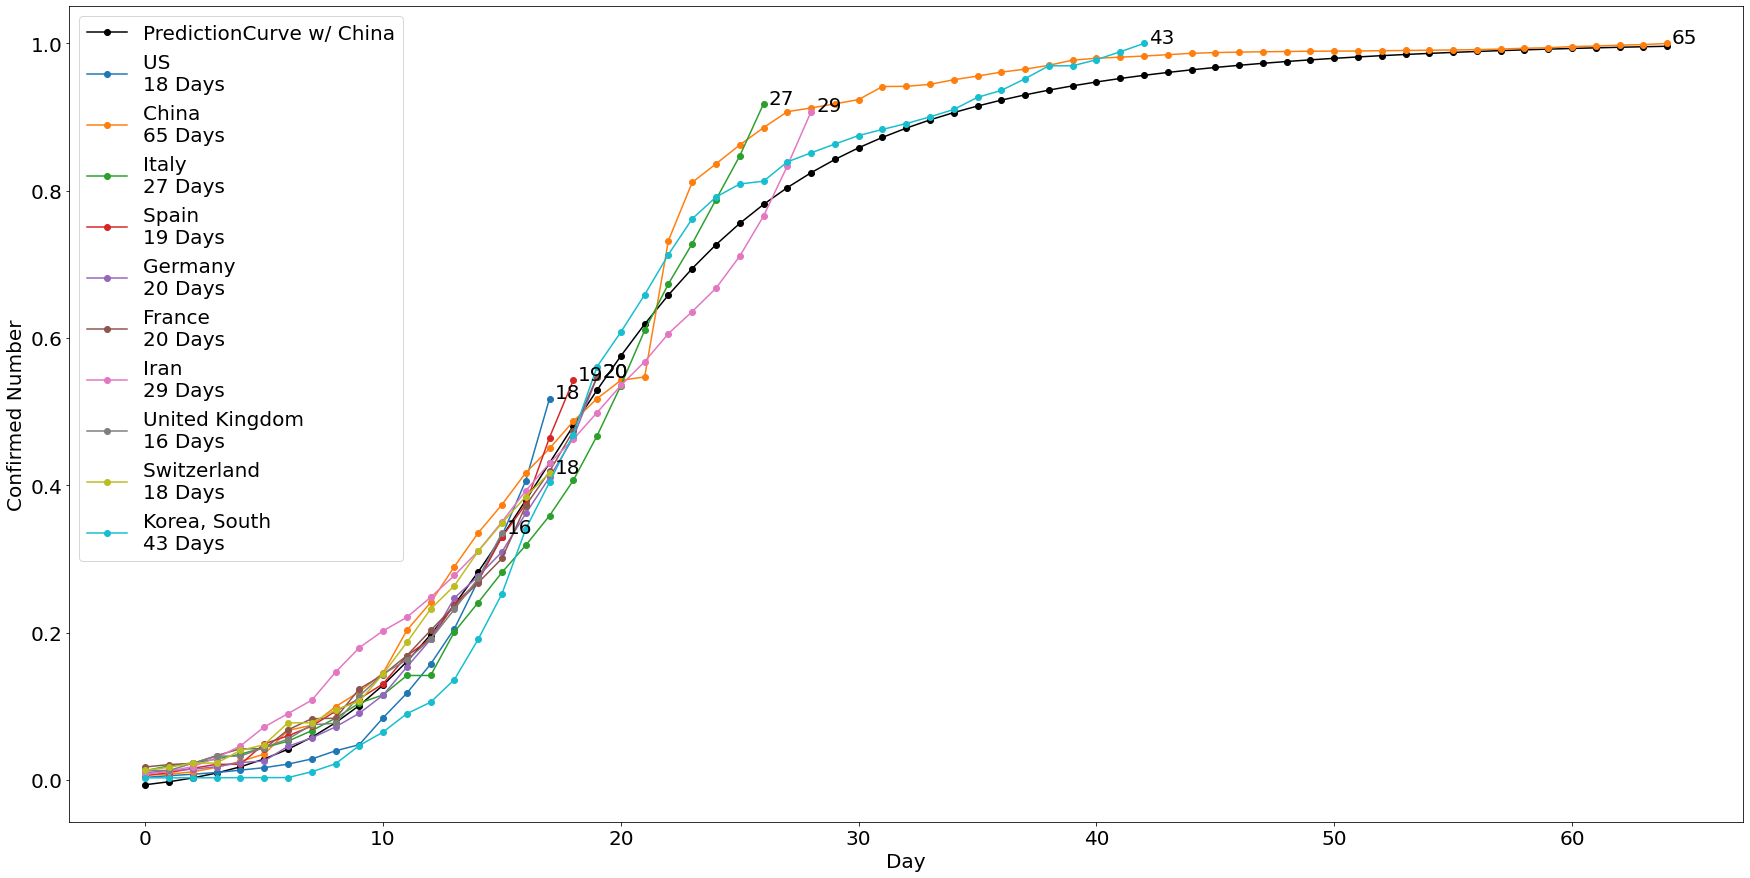 PredictionCurve w/ China
US
18 Days
China
65 Days
Italy
27 Days
Spain
19 Days
Germany
20 Days
France
20 Days
Iran
29 Days
United Kingdom
16 Days
Switzerland
18 Days
Korea, South
43 Days
43
65
27
29
19
20
18
18
16
1.0
0.8
0.6
0.4
0.2
0.0
Confirmed Number
0 10 20 30 40 50 60
Day